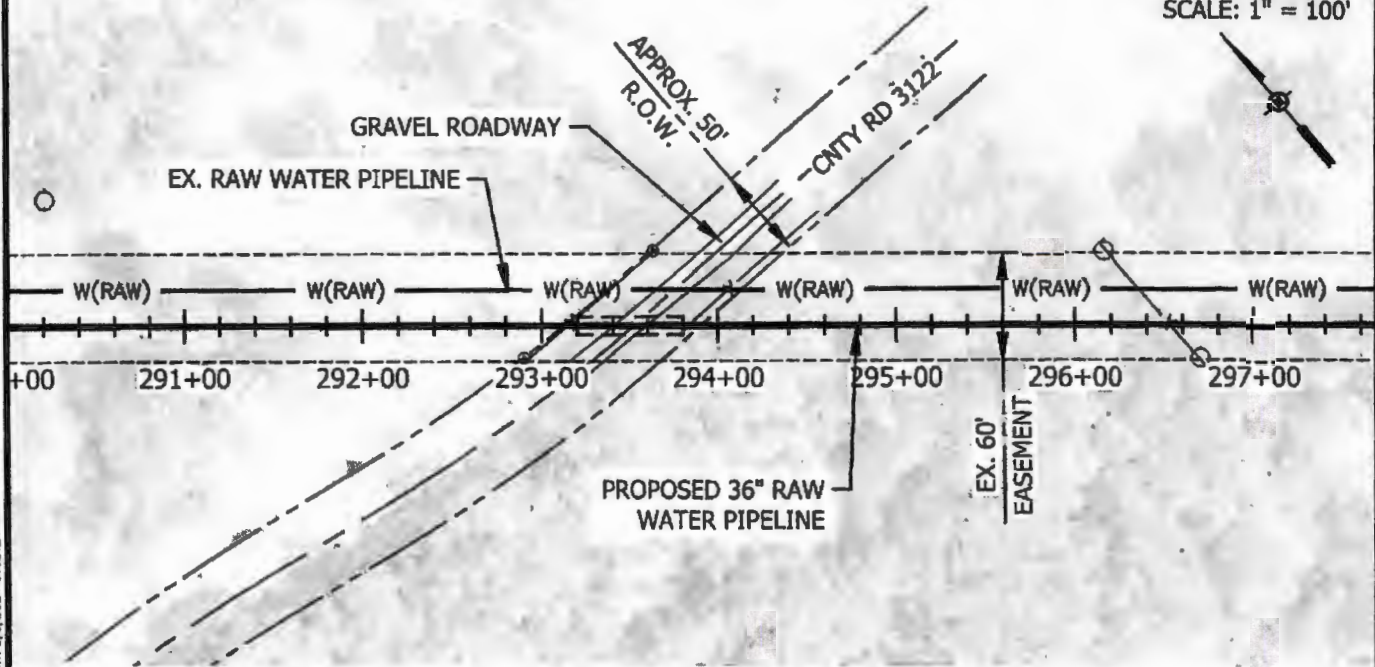 SCALE: 1" = 100'
APPROX. 50'
R.O.W.
CNTY RD 3122
GRAVEL ROADWAY
EX. RAW WATER PIPELINE
W(RAW) W(RAW) W(RAW) W(RAW) W(RAW) W(RAW)
+00 291+00 292+00 293+00 294+00 295+00 296+00 297+00
EX. 60'
EASEMENT
PROPOSED 36" RAW
WATER PIPELINE